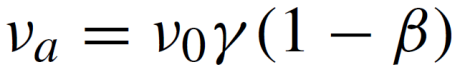 νₐ = ν₀γ(1 − β)